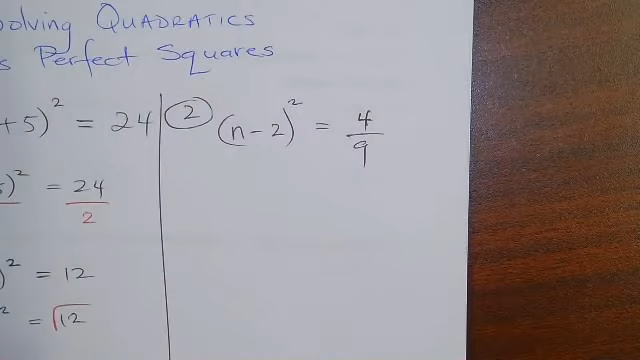 olving QUADRATICS
s Perfect Squares
+ 5)² = 24
)² = 24/2
)² = 12
² = √12
② (n - 2)² = 4/9